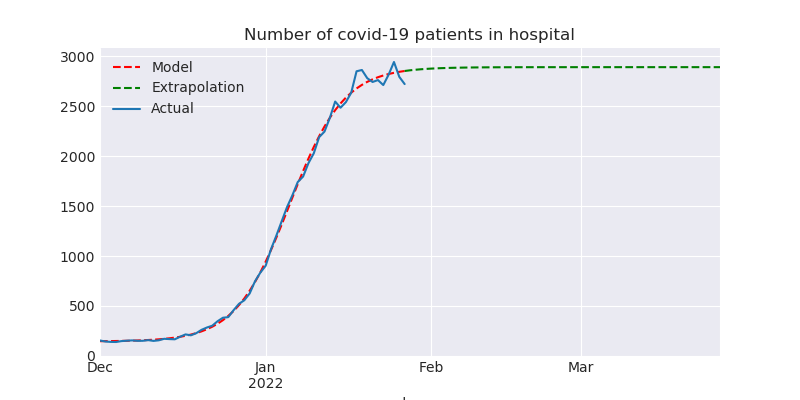 Number of covid-19 patients in hospital
3000
2500
2000
1500
1000
500
0
Model
Extrapolation
Actual
Dec
Jan
2022
Feb
Mar